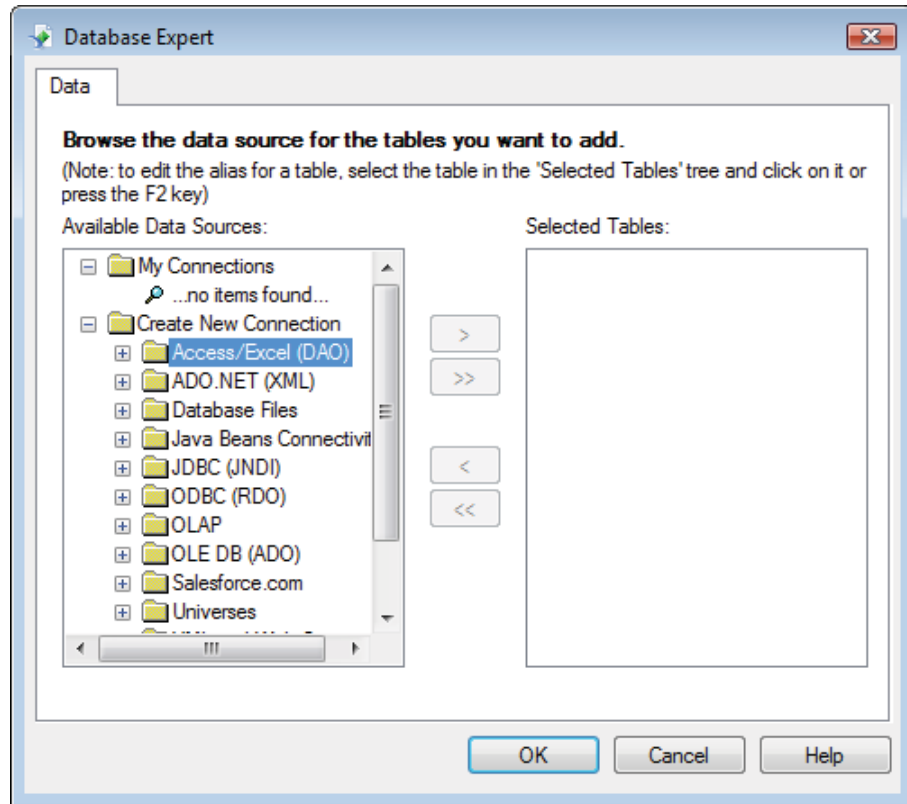 Database Expert
Data
Browse the data source for the tables you want to add.
(Note: to edit the alias for a table, select the table in the 'Selected Tables' tree and click on it or
press the F2 key)
Available Data Sources:
Selected Tables:
My Connections
...no items found...
Create New Connection
Access/Excel (DAO)
ADO.NET (XML)
Database Files
Java Beans Connectivit
JDBC (JNDI)
ODBC (RDO)
OLAP
OLE DB (ADO)
Salesforce.com
Universes
>
>>
<
<<
OK
Cancel
Help